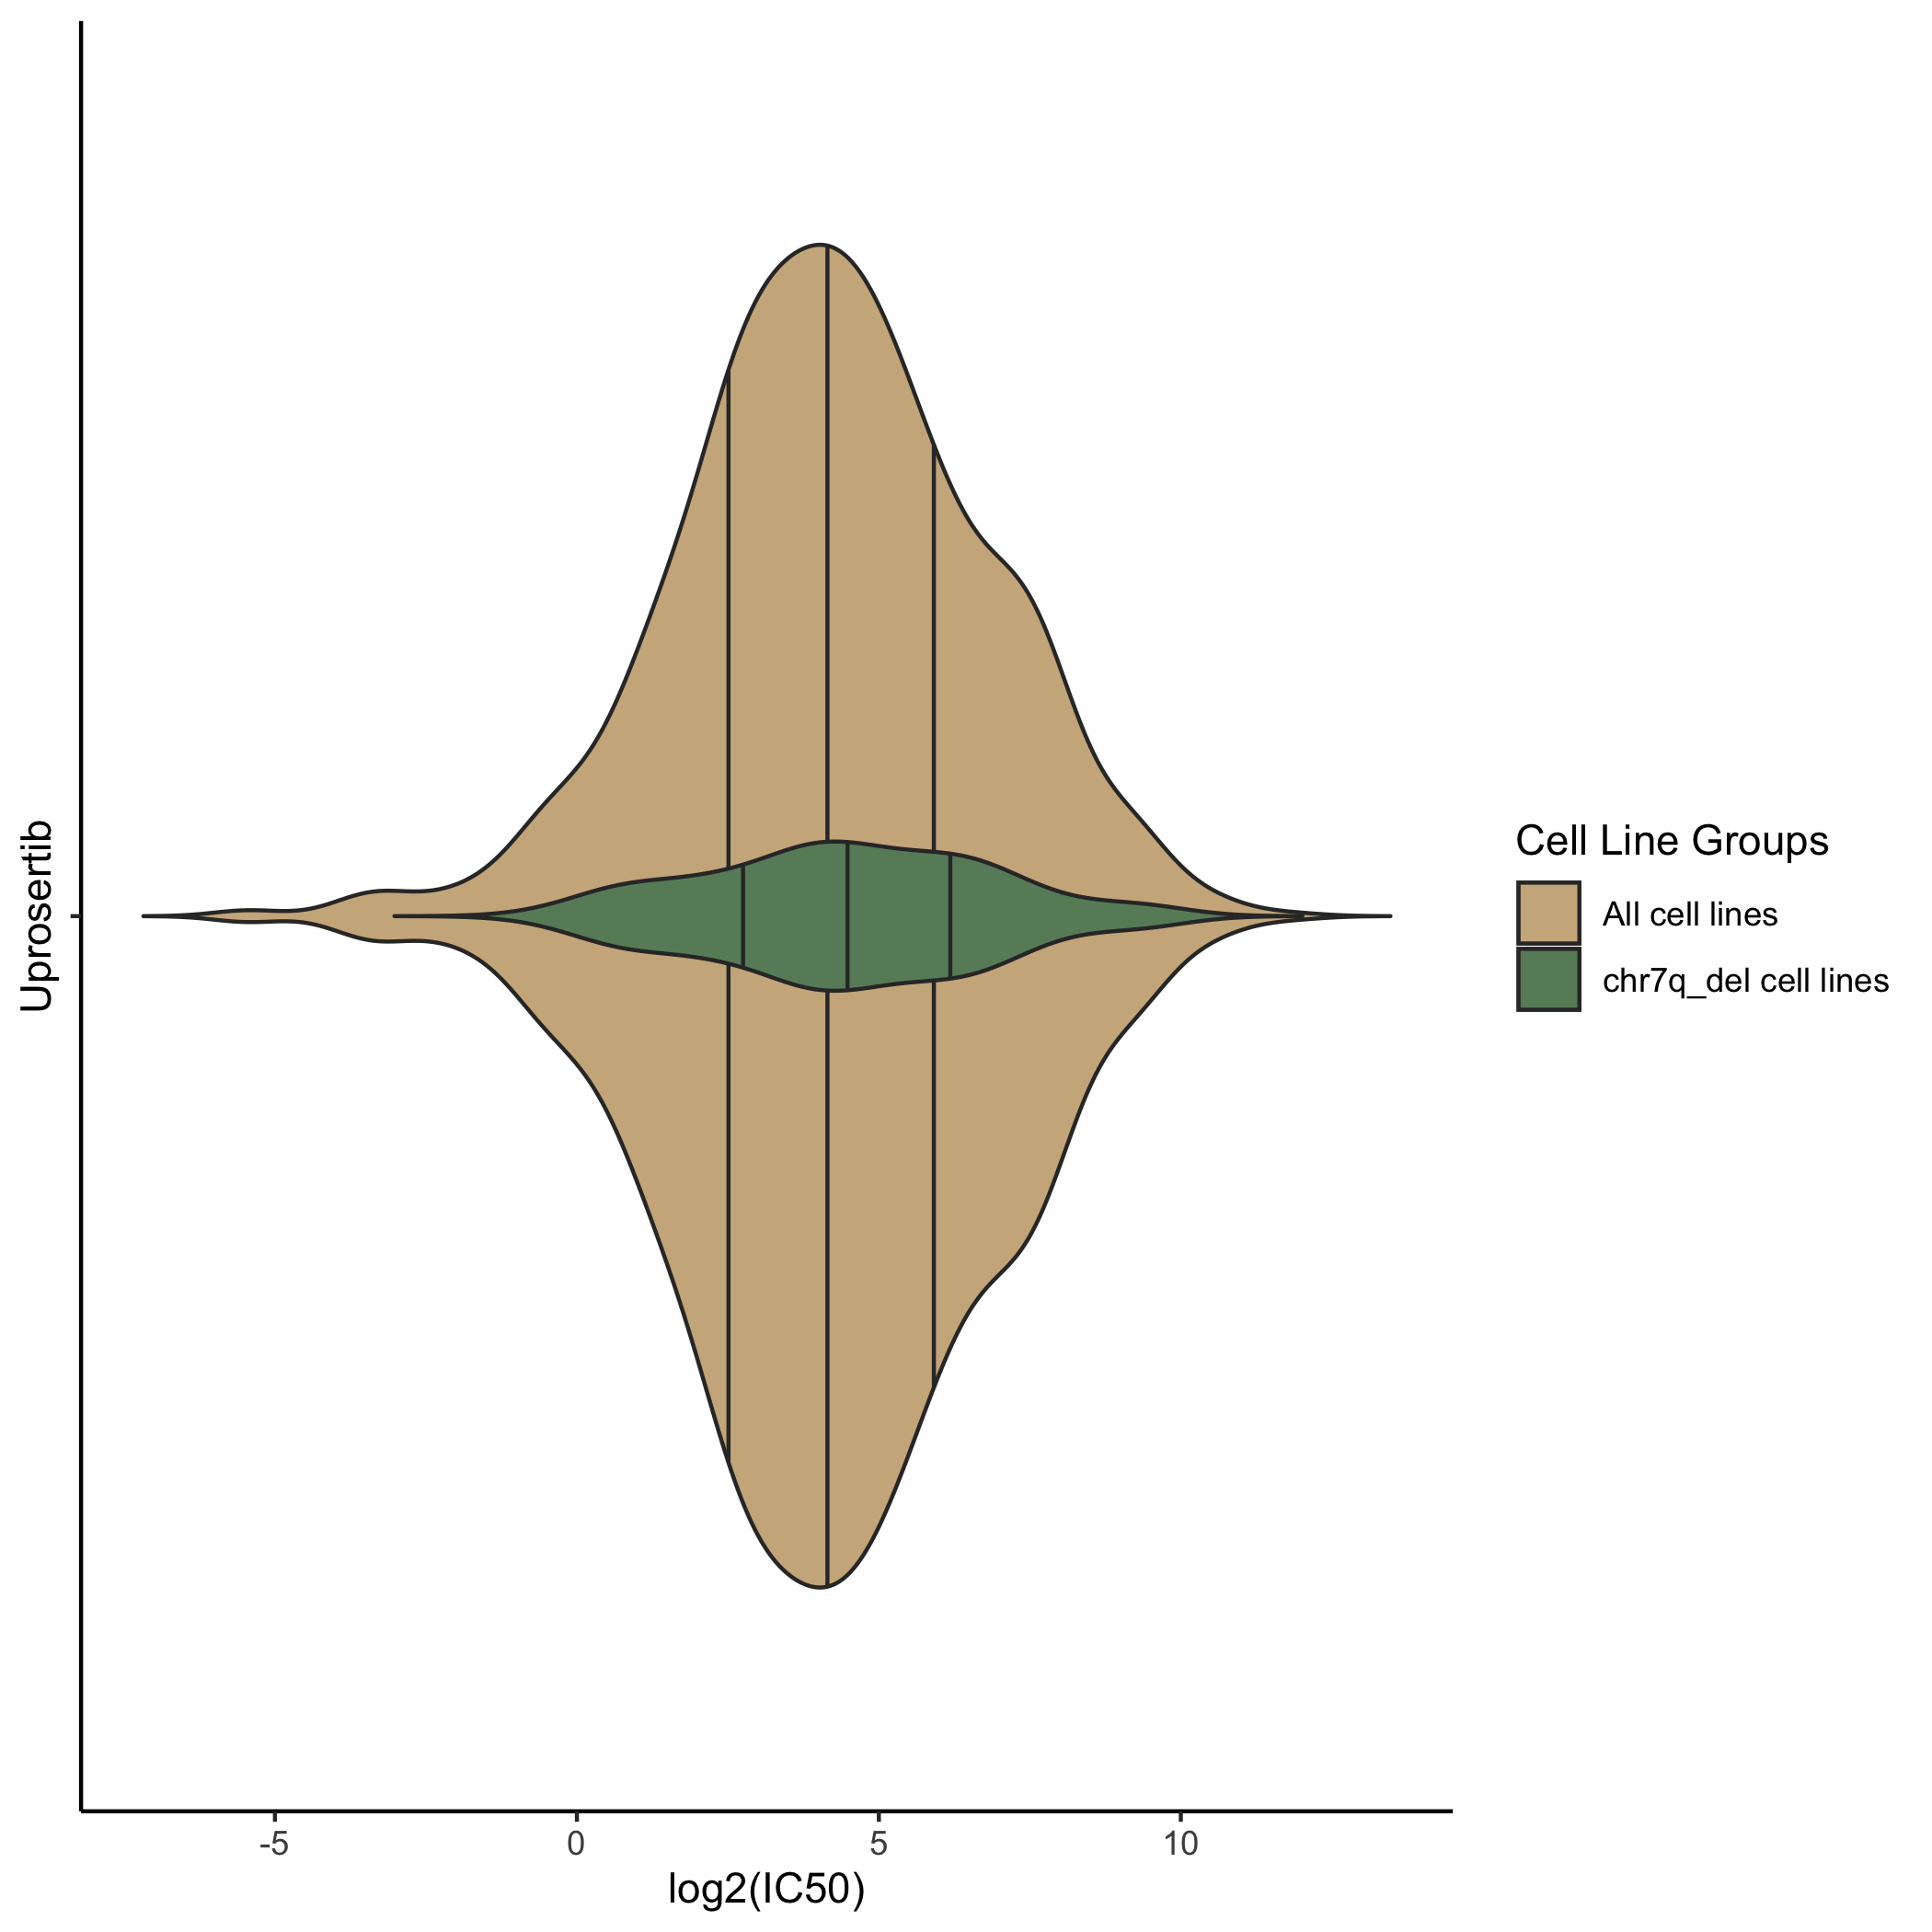 Uprosertib
-5
0
5
10
log2(IC50)
Cell Line Groups
All cell lines
chr7q_del cell lines